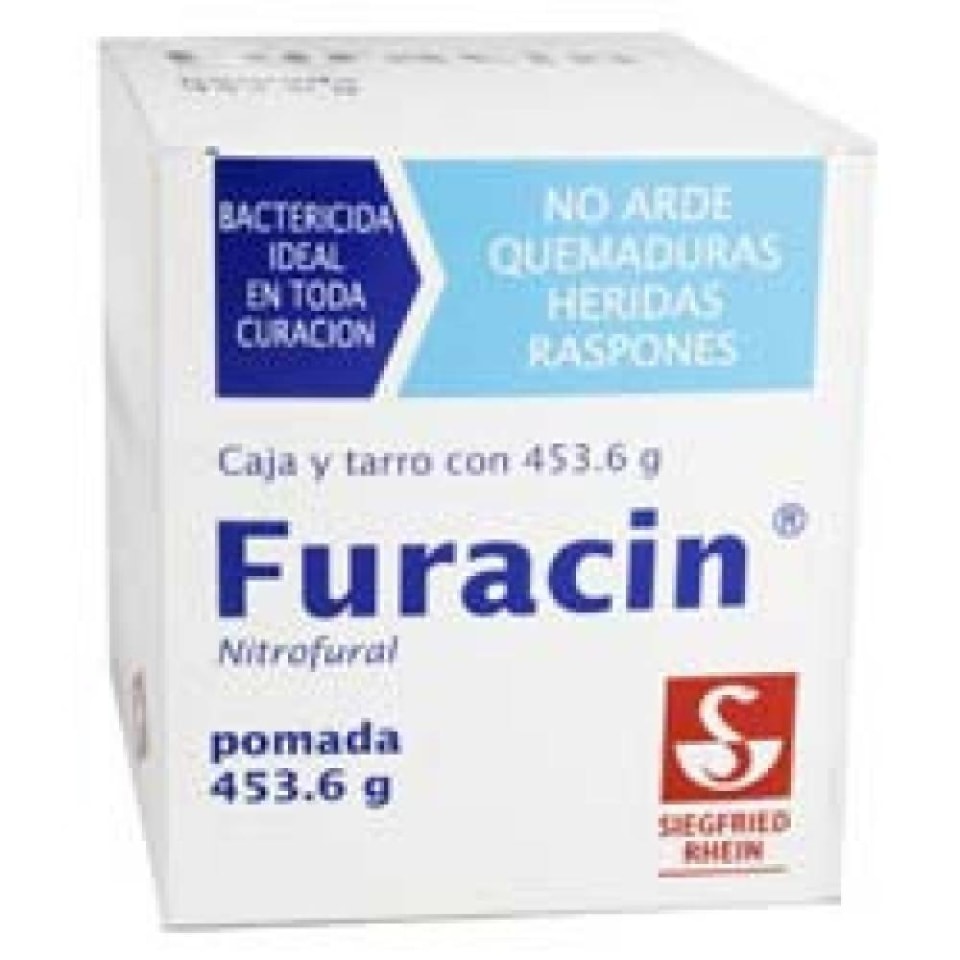 BACTERICIDA
IDEAL
EN TODA
CURACION
NO ARDE
QUEMADURAS
HERIDAS
RASPONES
Caja y tarro con 453.6 g
Furacin ®
Nitrofural
pomada
453.6 g
SIEGFRIED
RHEIN